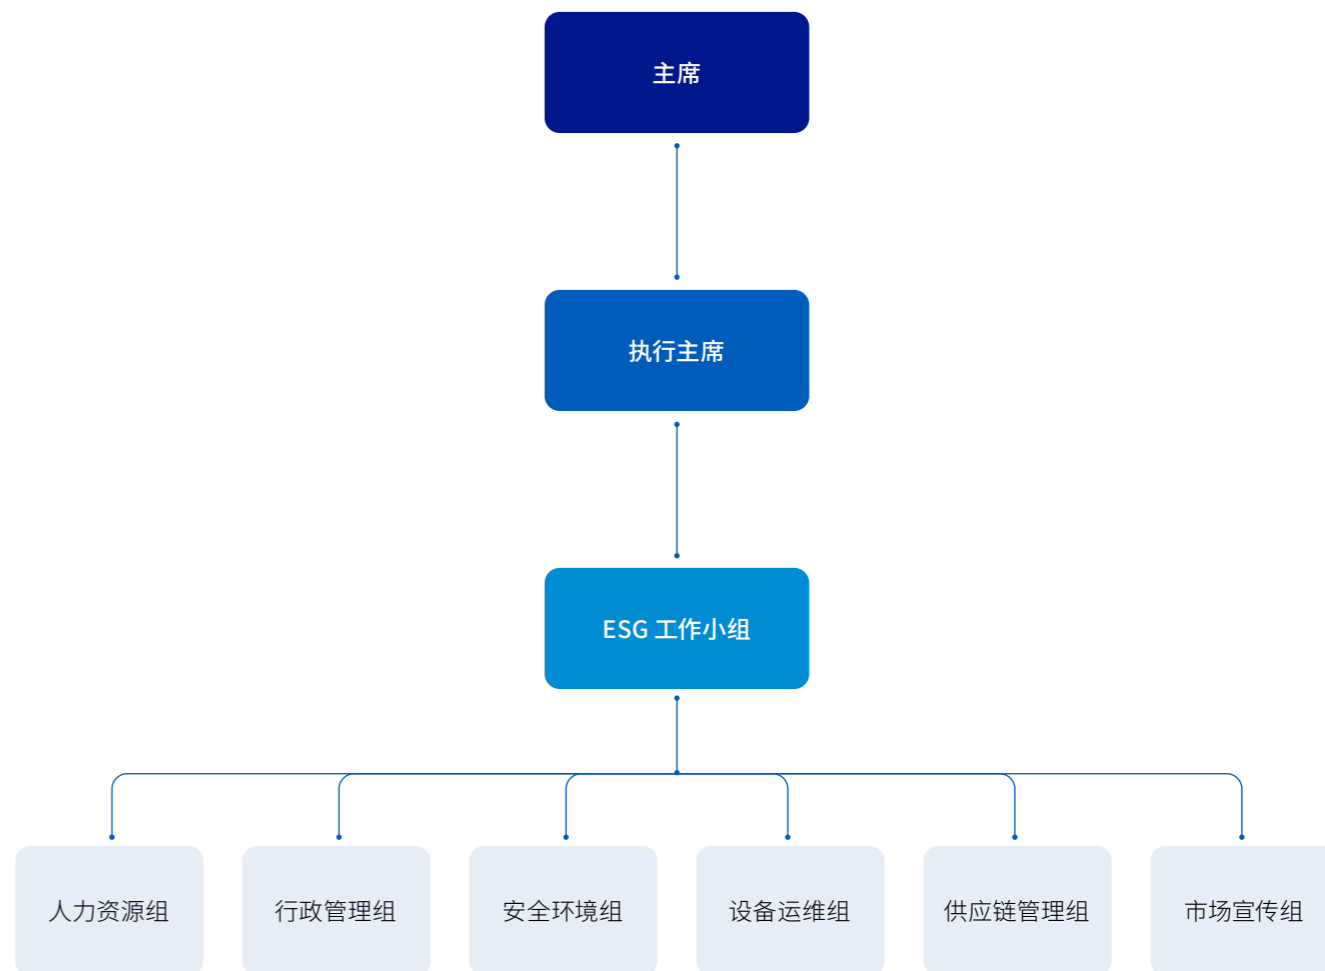 主席
执行主席
ESG 工作小组
人力资源组
行政管理组
安全环境组
设备运维组
供应链管理组
市场宣传组